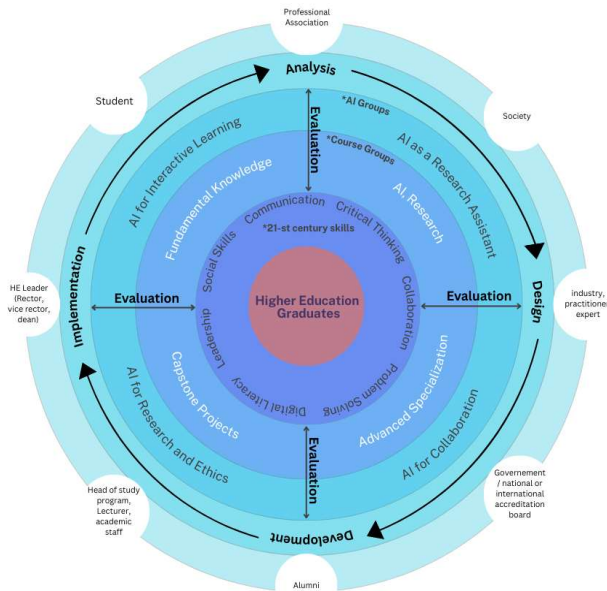 Professional
Association
Analysis
Student
Society
*AI Groups
Evaluation
*Course Groups
AI for Interactive Learning
AI as a Research Assistant
Fundamental Knowledge
AI, Research
Communication
Critical Thinking
*21-st century skills
Social Skills
Collaboration
HE Leader
(Rector,
vice rector,
dean)
Implementation
Evaluation
Higher Education
Graduates
Evaluation
Design
industry,
practitione
expert
Leadership
Problem Solving
Digital Literacy
Capstone Projects
Advanced Specialization
AI for Research and Ethics
AI for Collaboration
Evaluation
Head of study
program,
Lecturer,
academic
staff
Governement
/ national or
international
accreditation
board
Development
Alumni